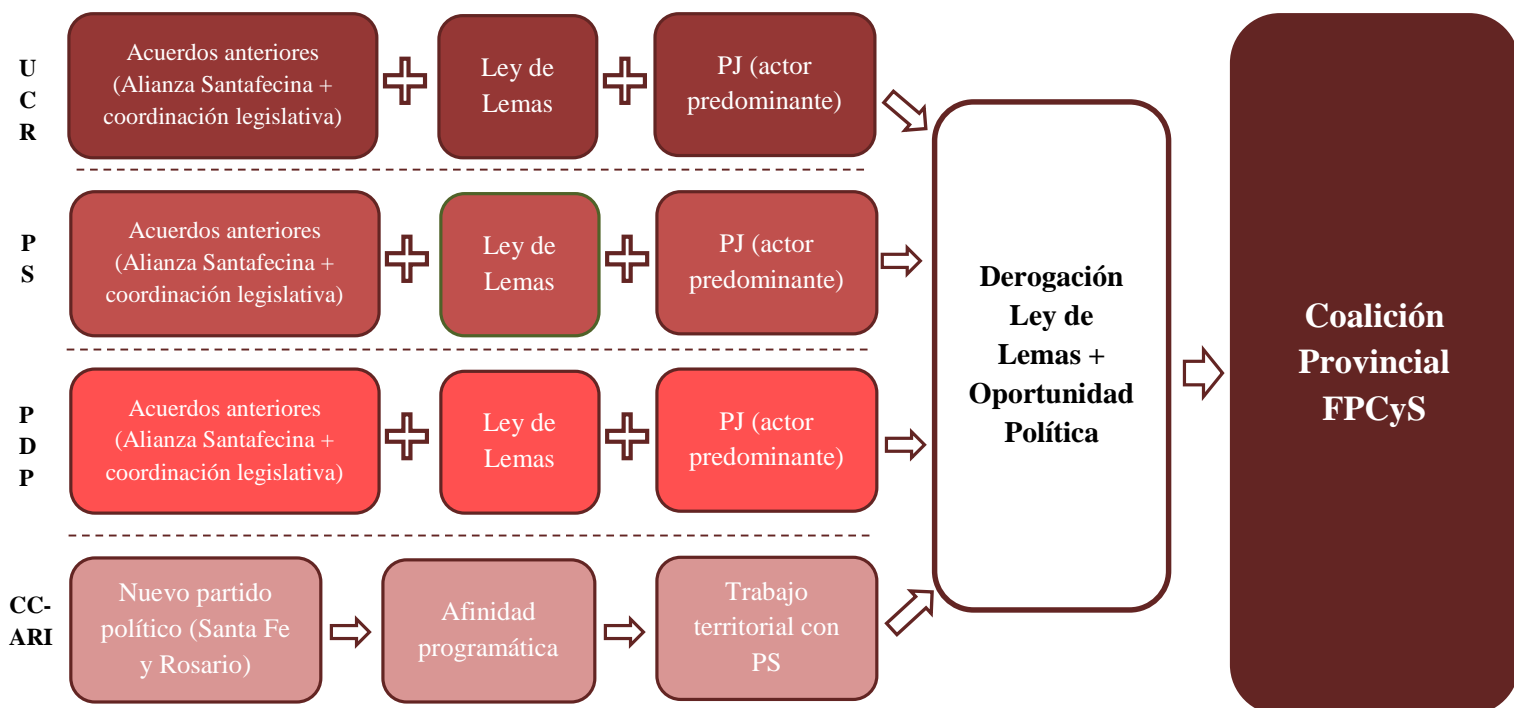 U
C
R
Acuerdos anteriores
(Alianza Santafecina +
coordinación legislativa)
Ley de
Lemas
PJ (actor
predominante)
P
S
Acuerdos anteriores
(Alianza Santafecina +
coordinación legislativa)
Ley de
Lemas
PJ (actor
predominante)
P
D
P
Acuerdos anteriores
(Alianza Santafecina +
coordinación legislativa)
Ley de
Lemas
PJ (actor
predominante)
CC-
ARI
Nuevo partido
político (Santa Fe
y Rosario)
Afinidad
programática
Trabajo
territorial con
PS
Derogación
Ley de
Lemas +
Oportunidad
Política
Coalición
Provincial
FPCyS